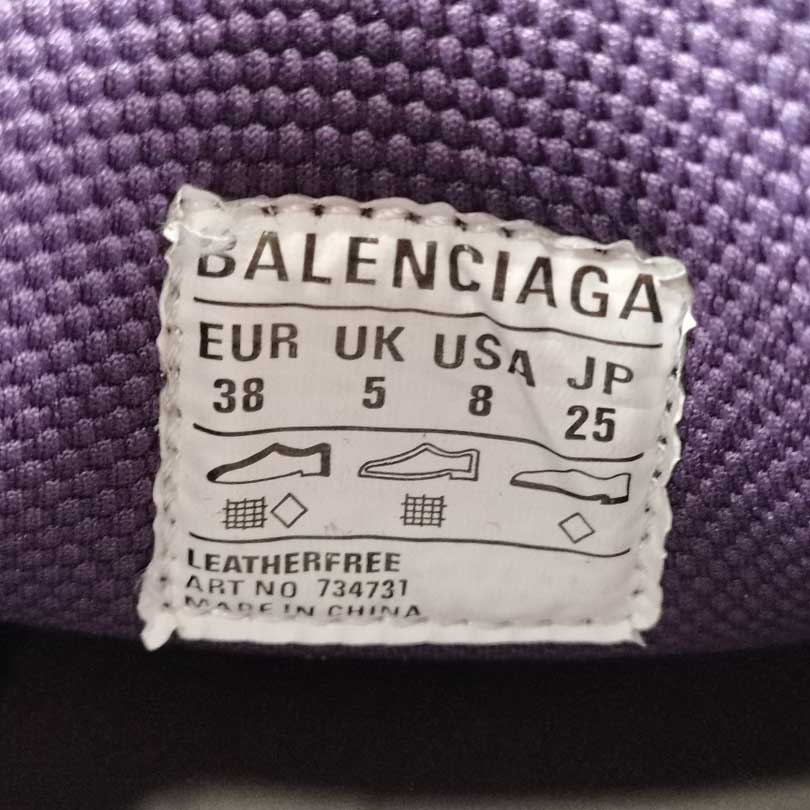 BALENCIAGA
EUR UK USA JP
38 5 8 25
LEATHERFREE
ART NO 734731
MADE IN CHINA